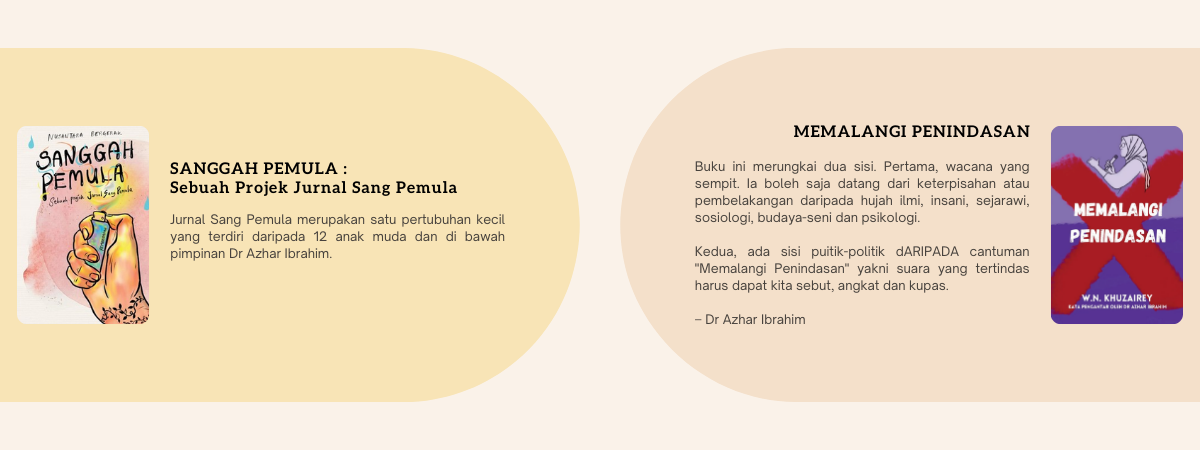 NUSANTARA BERGERAK
SANGGAH
PEMULA
Sebuah projek Jurnal Sang Pemula
SANGGAH PEMULA :
Sebuah Projek Jurnal Sang Pemula
Jurnal Sang Pemula merupakan satu pertubuhan kecil
yang terdiri daripada 12 anak muda dan di bawah
pimpinan Dr Azhar Ibrahim.
MEMALANGI PENINDASAN
Buku ini merungkai dua sisi. Pertama, wacana yang
sempit. Ia boleh saja datang dari keterpisahan atau
pembelakangan daripada hujah ilmi, insani, sejarawi,
sosiologi, budaya-seni dan psikologi.
Kedua, ada sisi puitik-politik dARIPADA cantuman
"Memalangi Penindasan" yakni suara yang tertindas
harus dapat kita sebut, angkat dan kupas.
– Dr Azhar Ibrahim
MEMALANGI
PENINDASAN
W.N. KHUZAIREY
KATA PENGANTAR OLEH DR AZHAR IBRAHIM